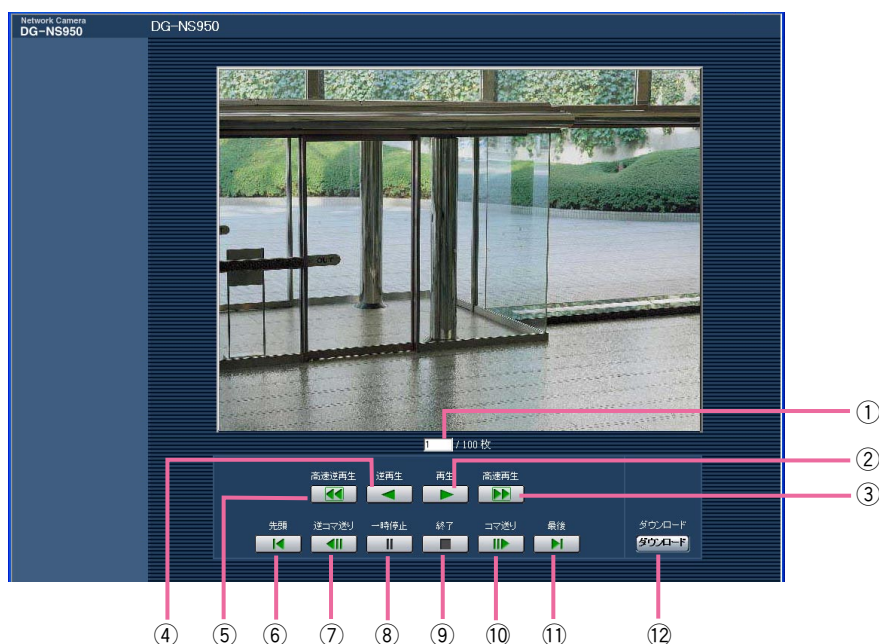 Network Camera
DG-NS950
DG-NS950
OUT
1 / 100 枚
①
②
③
高速逆再生 逆再生 再生 高速再生
④
⑤
先頭 逆コマ送り 一時停止 終了 コマ送り 最後 ダウンロード
ダウンロード
⑥ ⑦ ⑧ ⑨ ⑩ ⑪ ⑫